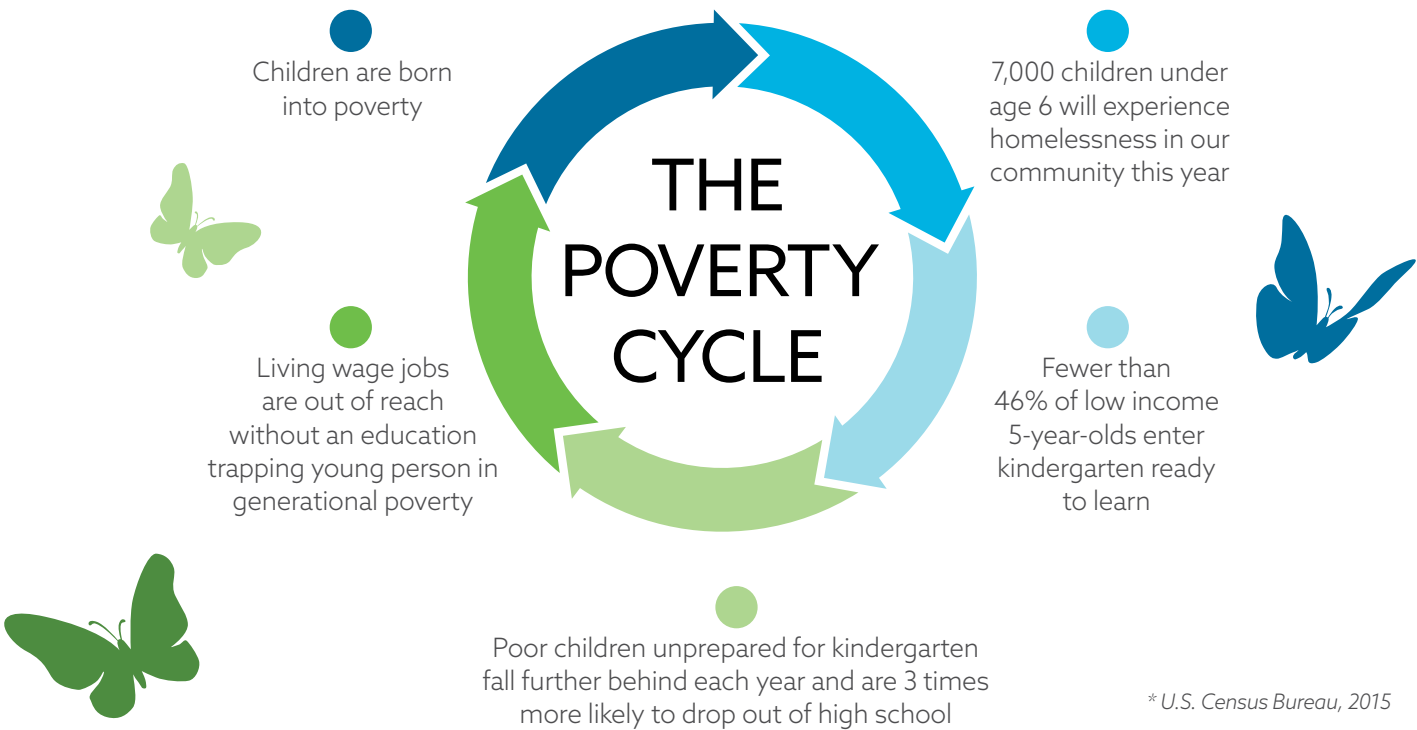 THE
POVERTY
CYCLE
Children are born
into poverty
7,000 children under
age 6 will experience
homelessness in our
community this year
Fewer than
46% of low income
5-year-olds enter
kindergarten ready
to learn
Poor children unprepared for kindergarten
fall further behind each year and are 3 times
more likely to drop out of high school
Living wage jobs
are out of reach
without an education
trapping young person in
generational poverty
* U.S. Census Bureau, 2015